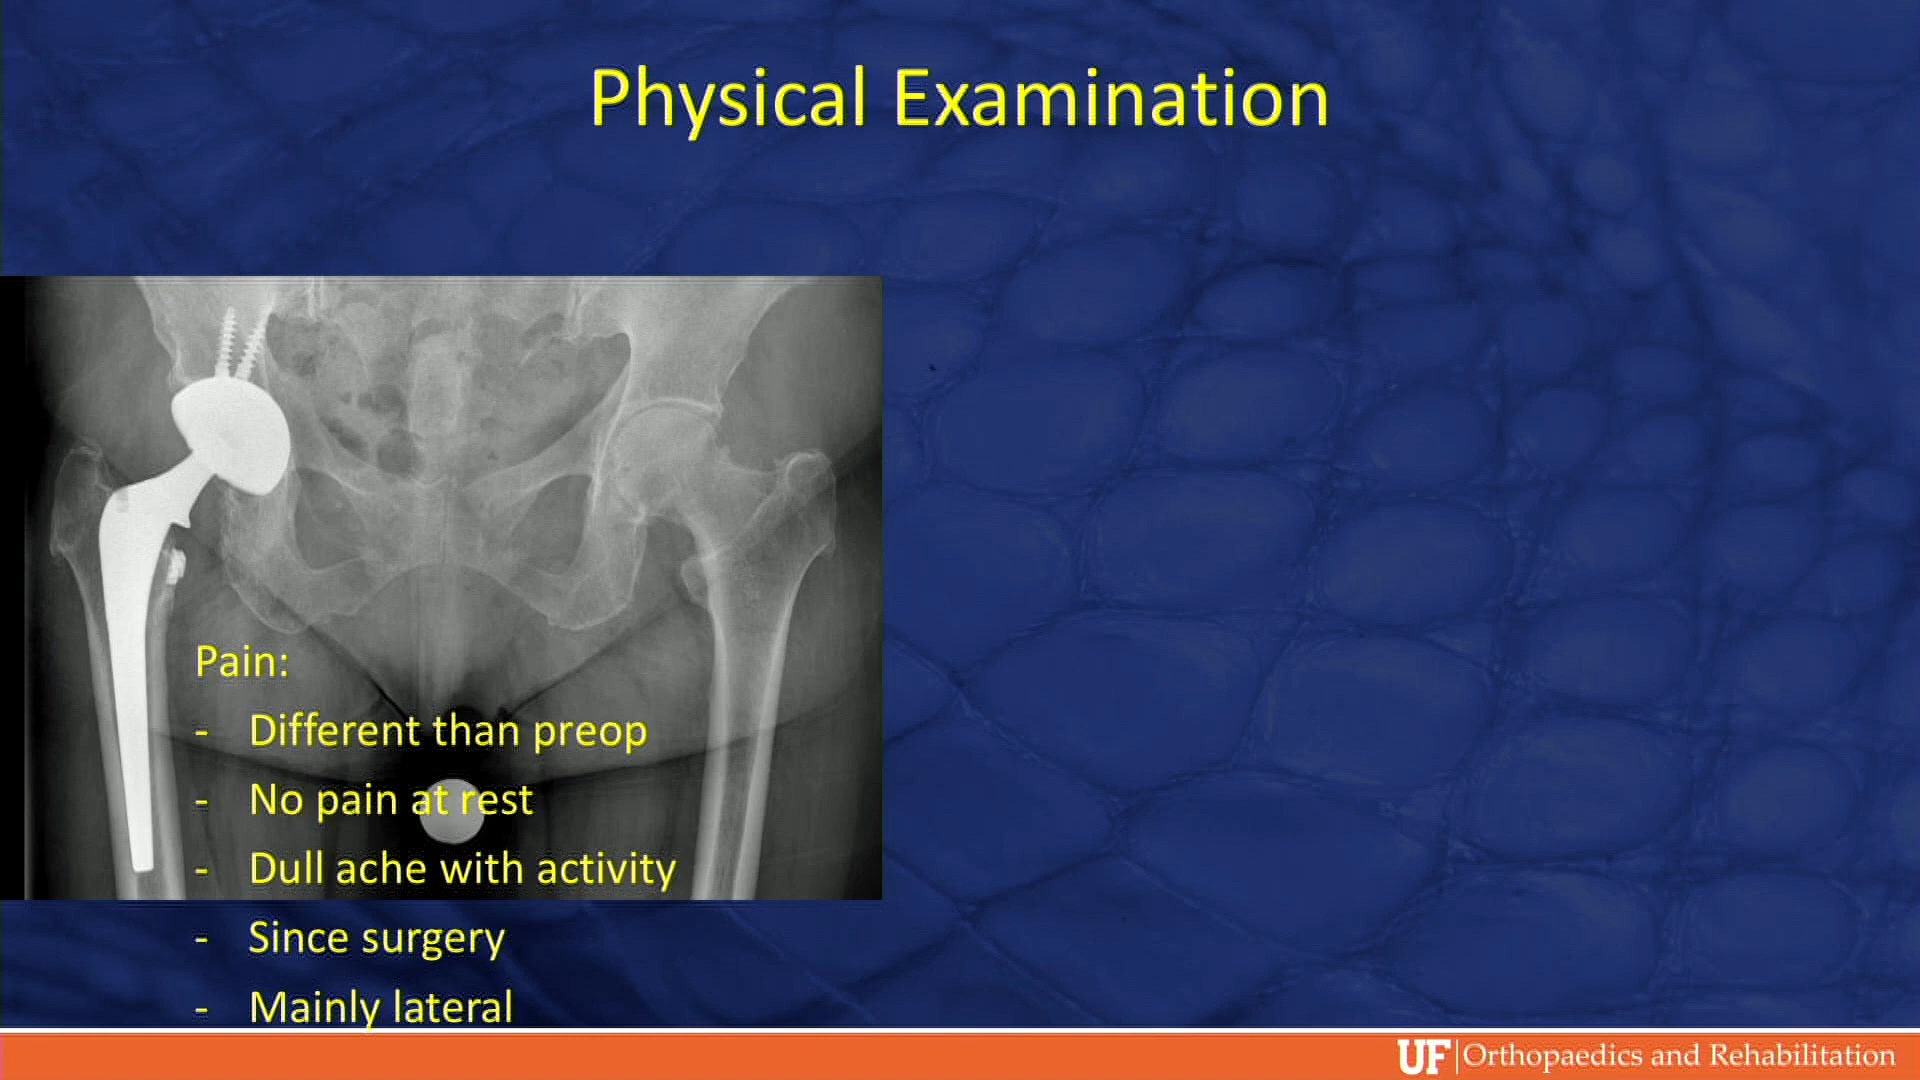 Physical Examination
Pain:
- Different than preop
- No pain at rest
- Dull ache with activity
- Since surgery
- Mainly lateral
UF | Orthopaedics and Rehabilitation